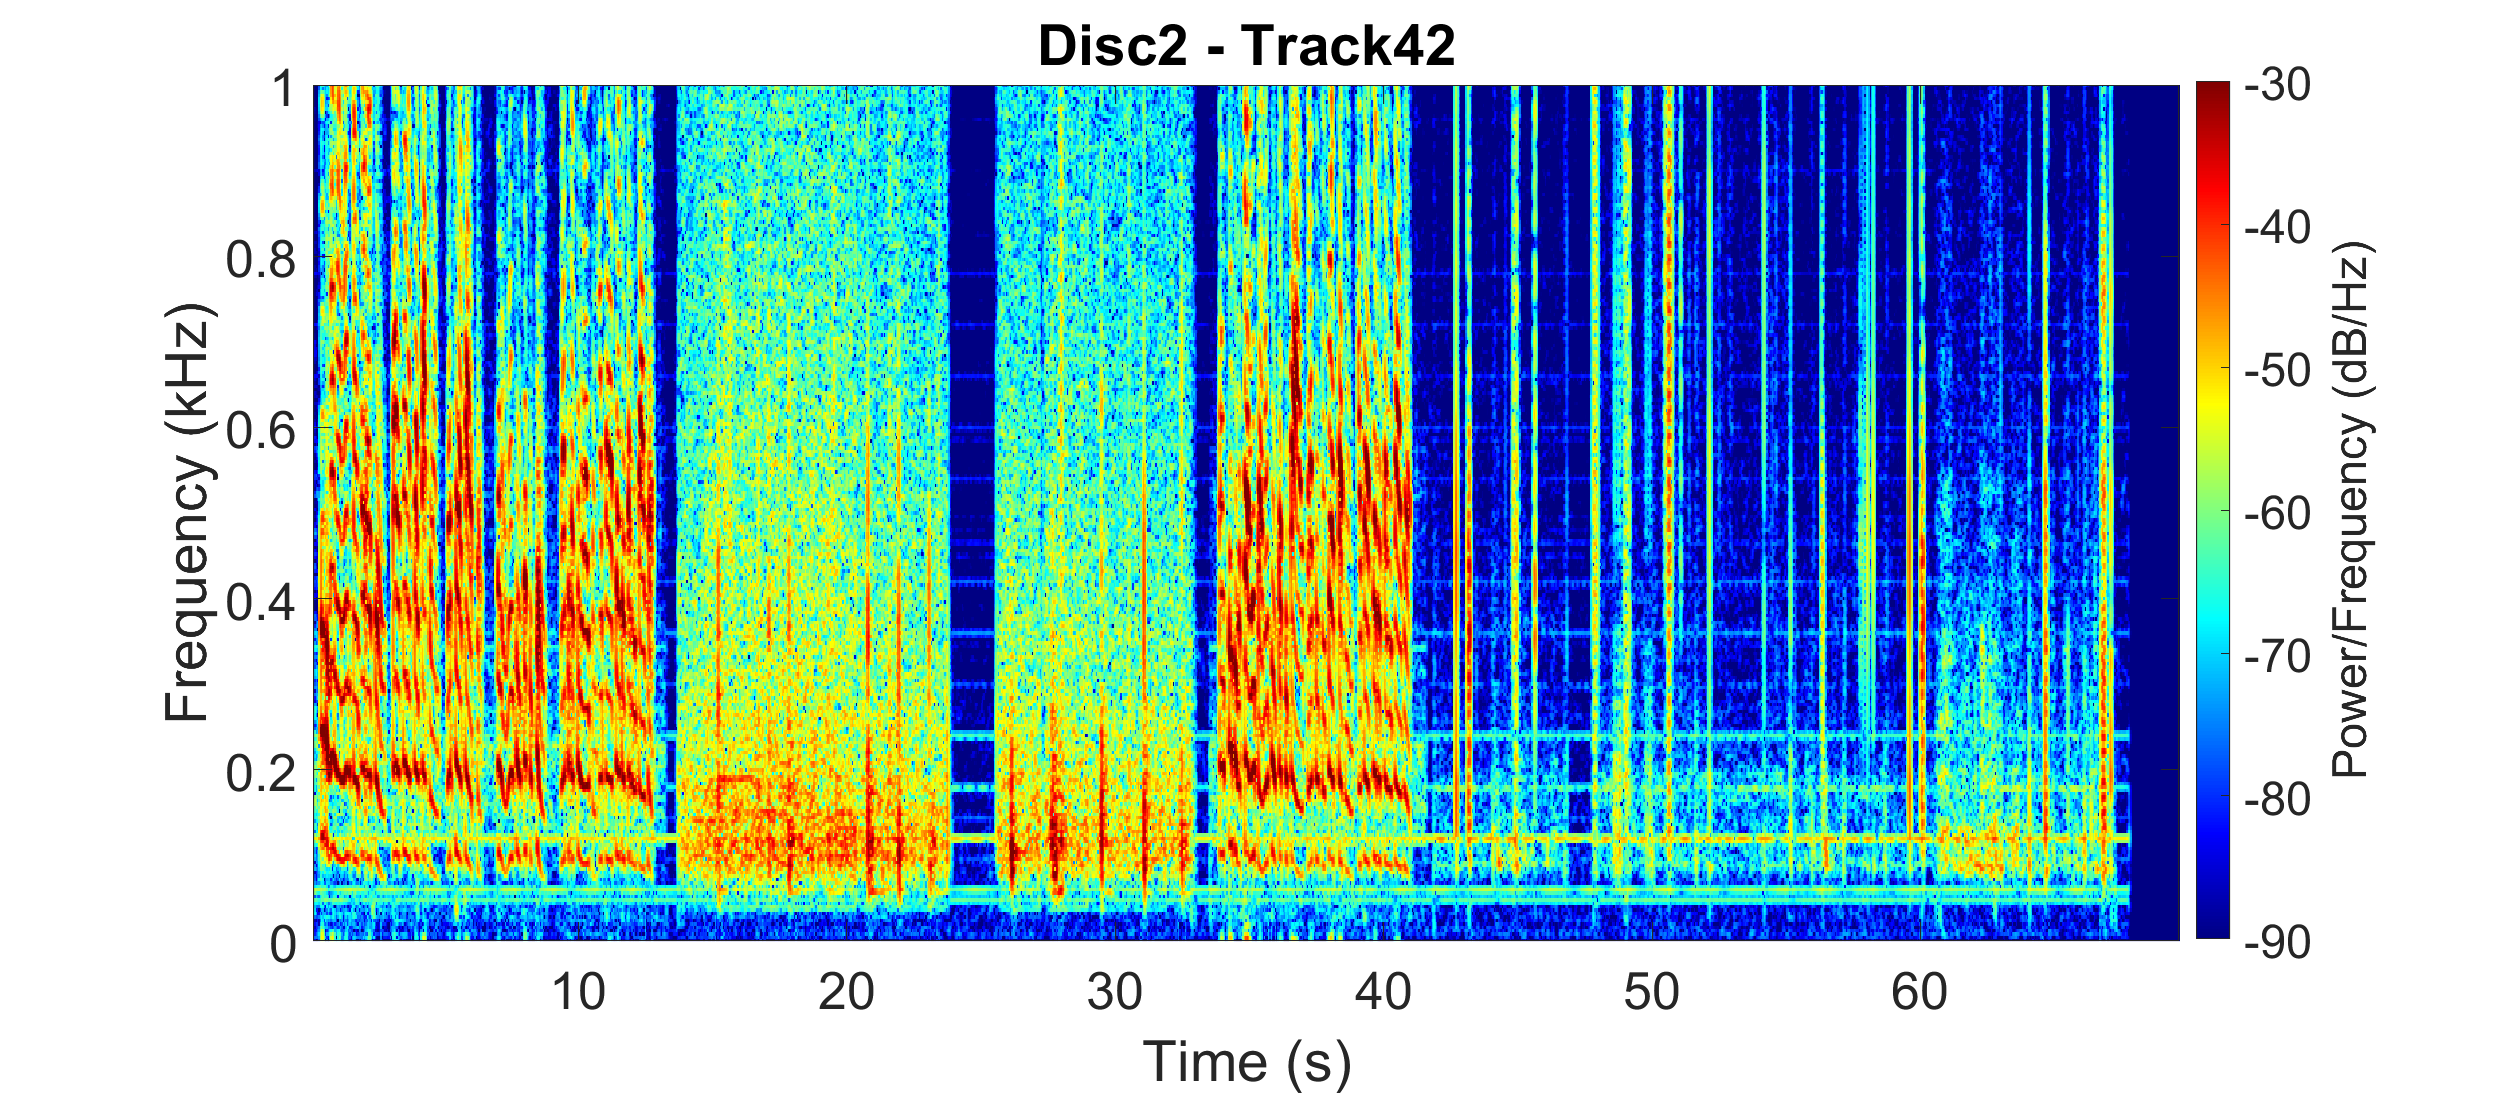 Disc2 - Track42
Frequency (kHz)
1
0.8
0.6
0.4
0.2
0
10 20 30 40 50 60
Time (s)
-30
-40
-50
-60
-70
-80
-90
Power/Frequency (dB/Hz)